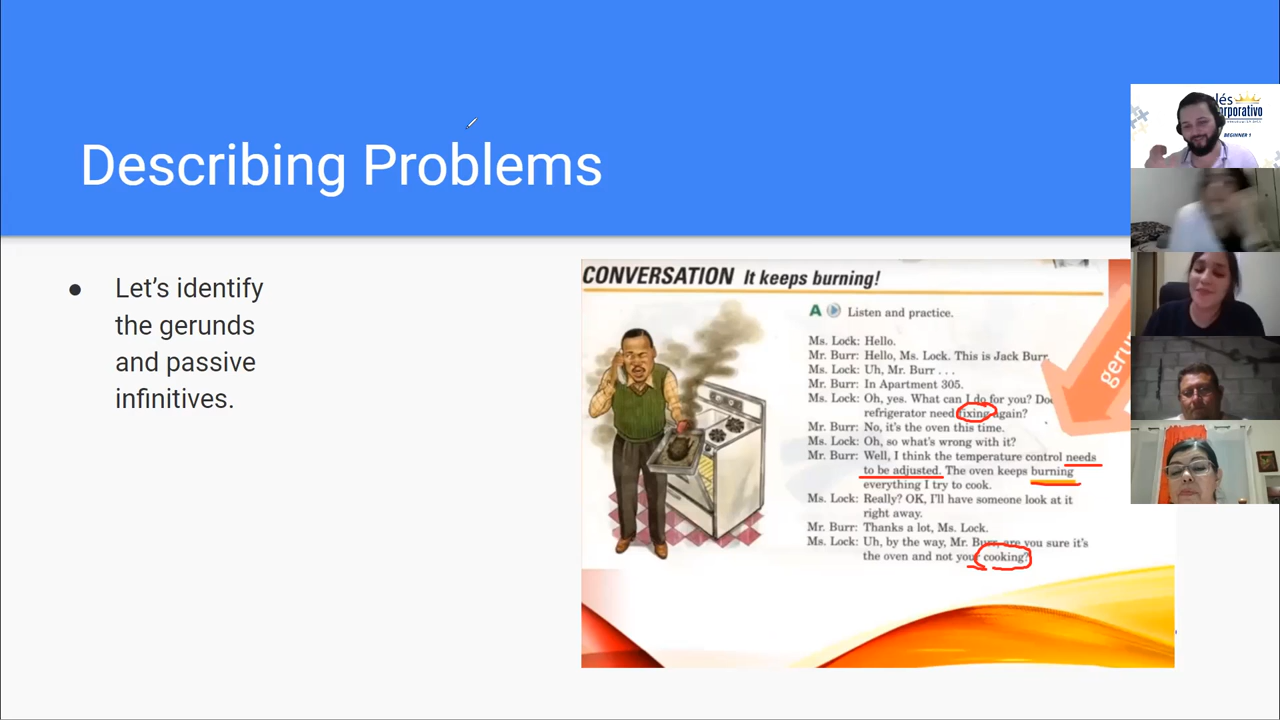 Describing Problems
lés
orporativo
BEGINNER 1
● Let's identify
the gerunds
and passive
infinitives.
CONVERSATION It keeps burning!
A Listen and practice.
Ms. Lock: Hello.
Mr. Burr: Hello, Ms. Lock. This is Jack Burr.
Ms. Lock: Uh, Mr. Burr . . .
Mr. Burr: In Apartment 305.
Ms. Lock: Oh, yes. What can I do for you? Do
refrigerator need fixing again?
Mr. Burr: No, it's the oven this time.
Ms. Lock: Oh, so what's wrong with it?
Mr. Burr: Well, I think the temperature control needs
to be adjusted. The oven keeps burning
everything I try to cook.
Ms. Lock: Really? OK, I'll have someone look at it
right away.
Mr. Burr: Thanks a lot, Ms. Lock.
Ms. Lock: Uh, by the way, Mr. Burr, are you sure it's
the oven and not your cooking?
geru